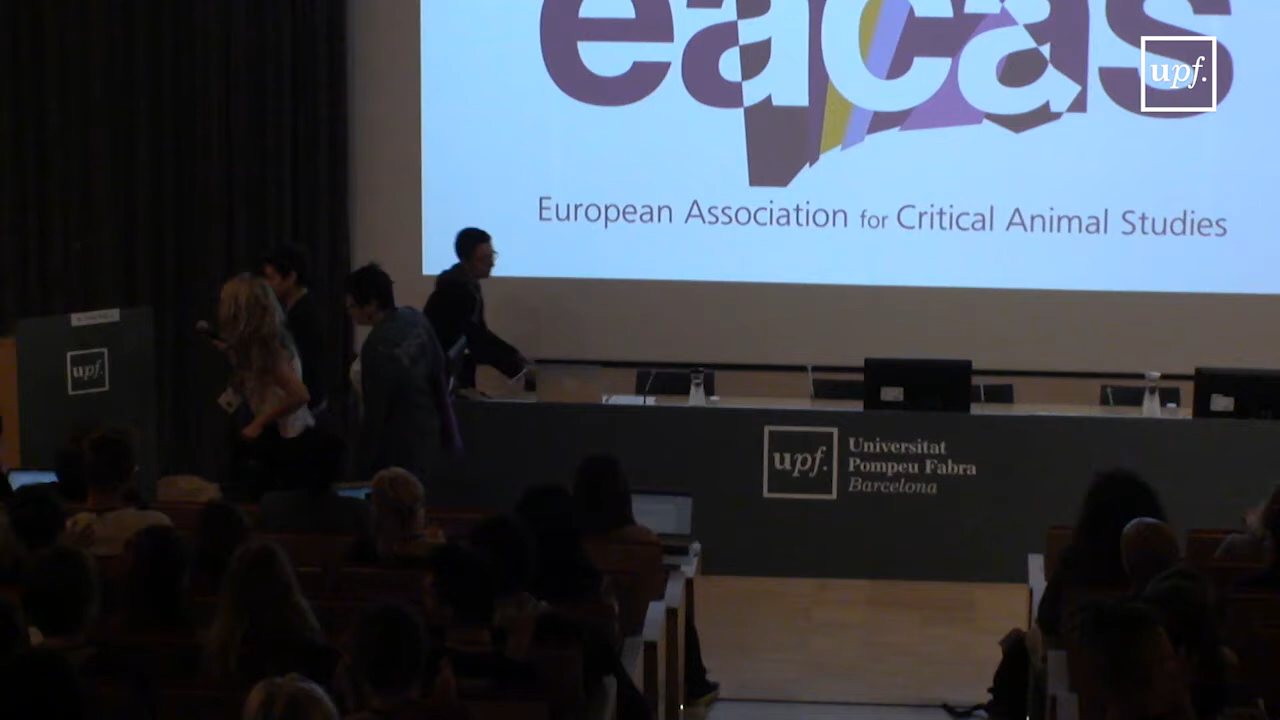 eacas
upf.
European Association for Critical Animal Studies
upf.
upf.
Universitat
Pompeu Fabra
Barcelona